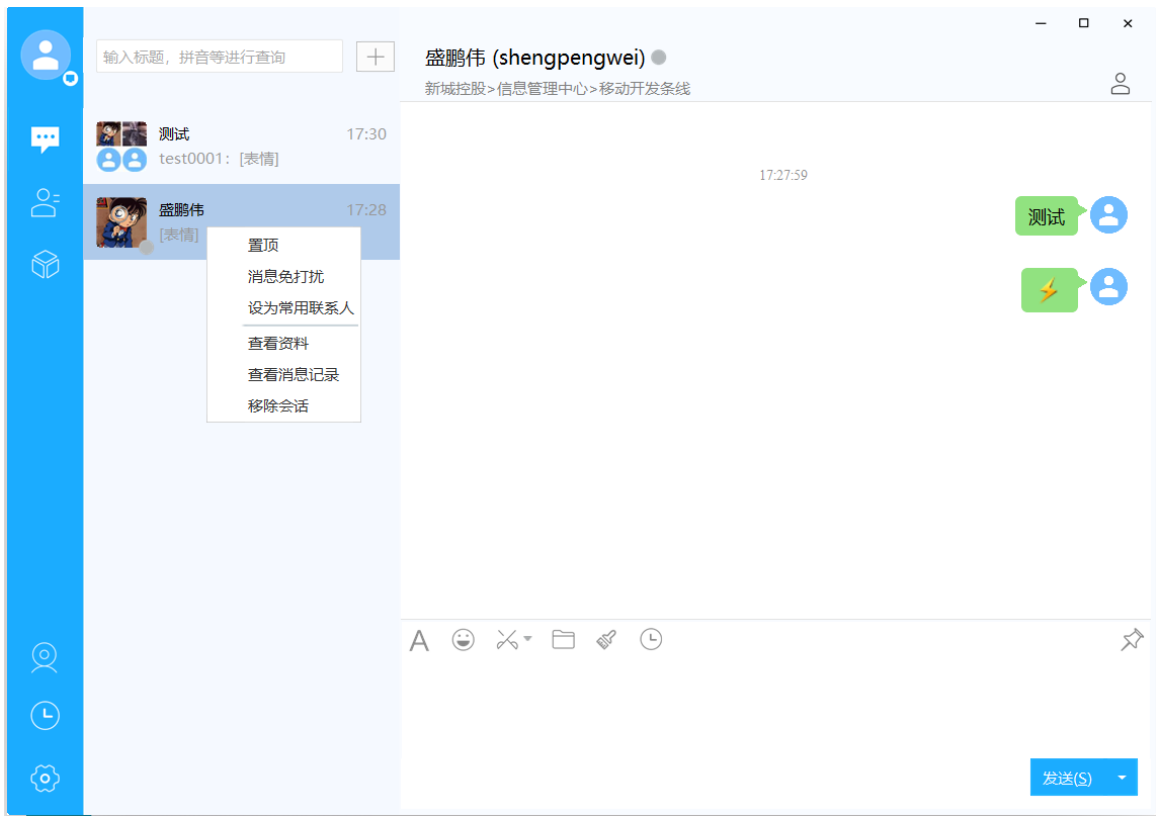 输入标题，拼音等进行查询
测试 17:30
test0001：[表情]
盛鹏伟 17:28
[表情]
置顶
消息免打扰
设为常用联系人
查看资料
查看消息记录
移除会话
盛鹏伟 (shengpengwei)
新城控股>信息管理中心>移动开发条线
17:27:59
测试
A
发送(S)